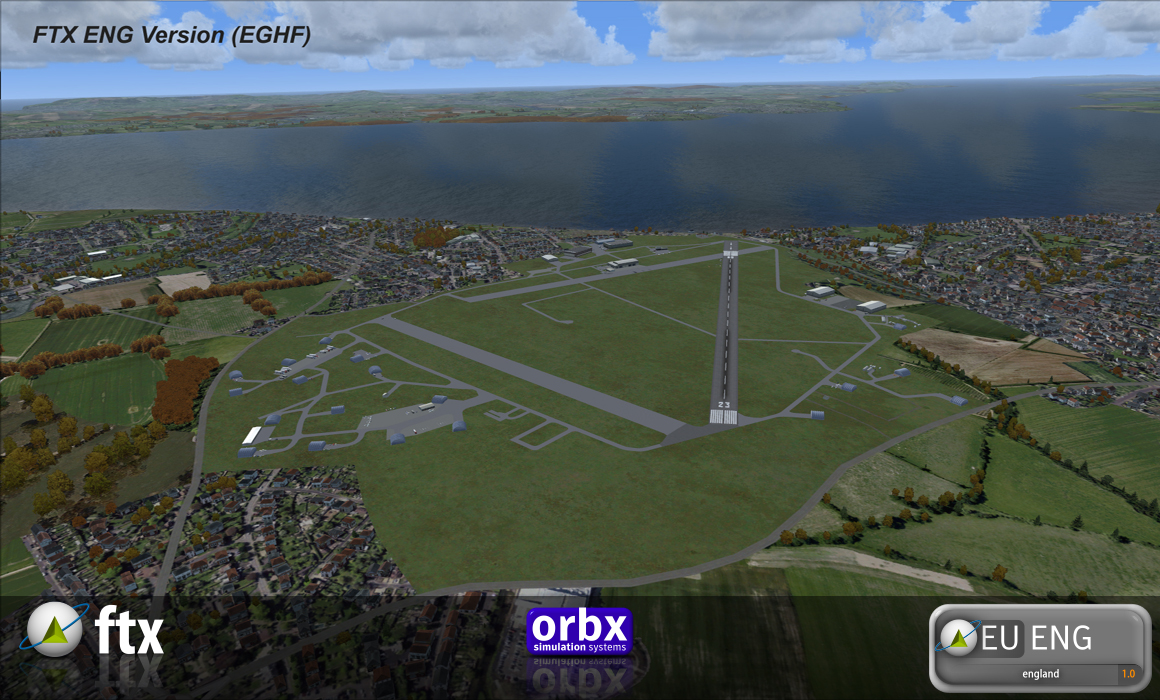 FTX ENG Version (EGHF)
23
ftx
orbx
simulation systems
EU ENG
england
1.0